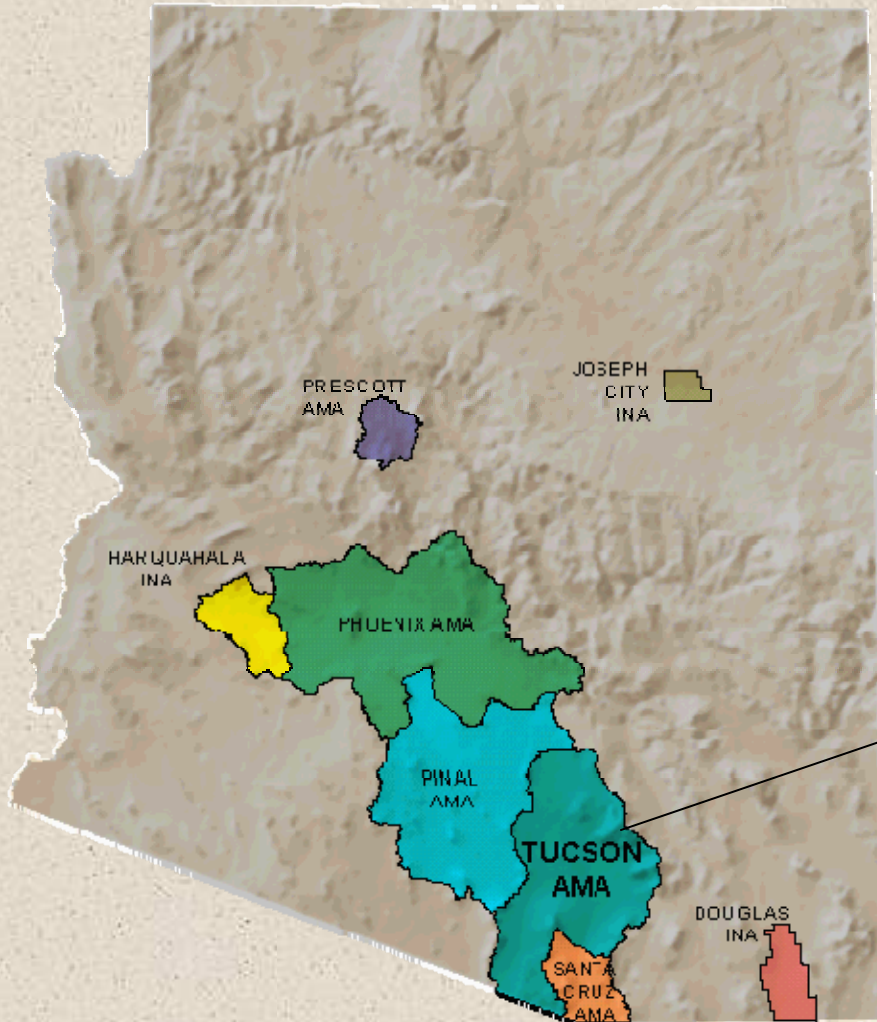 PRESCOTT
AMA
JOSEPH
CITY
INA
HARQUAHALA
INA
PHOENIX AMA
PINAL
AMA
TUCSON
AMA
DOUGLAS
INA
SANTA
CRUZ
AMA